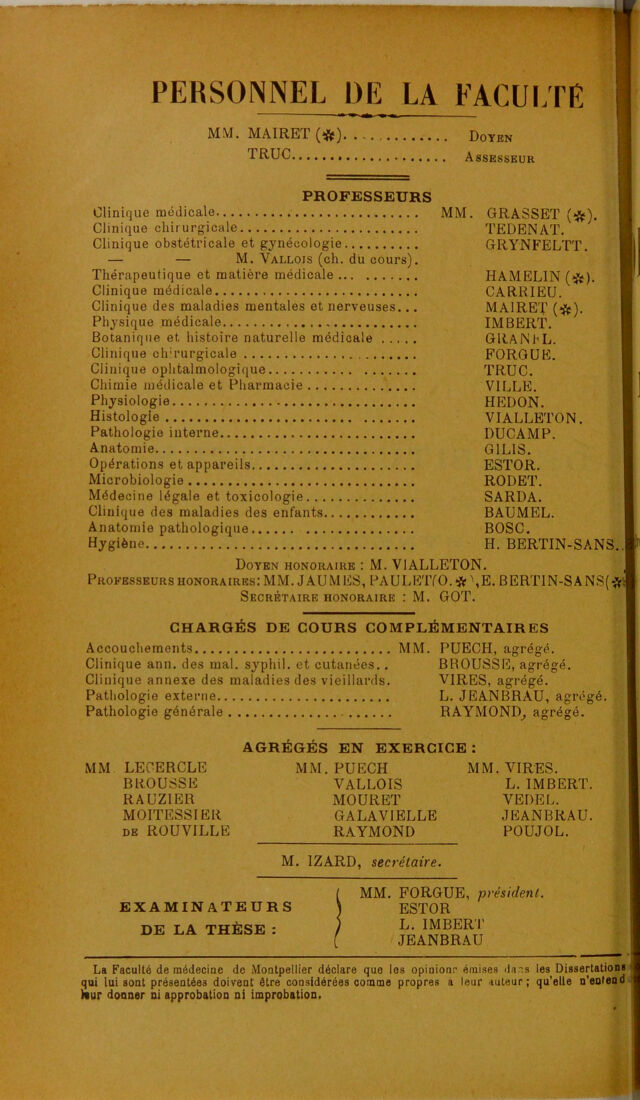 PERSONNEL DE LA FACULTÉ
MM. MAIRET (✻).............. DOYEN
TRUC........................ ASSESSEUR
PROFESSEURS
Clinique médicale.......................... MM. GRASSET (✻).
Clinique chirurgicale....................... TEDENAT.
Clinique obstétricale et gynécologie.......... GRYNFELTT.
— — M. VALLOIS (ch. du cours).
Thérapeutique et matière médicale........... HAMELIN (✻).
Clinique médicale.......................... CARRIEU.
Clinique des maladies mentales et nerveuses... MAIRET (✻).
Physique médicale......................... IMBERT.
Botanique et histoire naturelle médicale ..... GRANEL.
Clinique chirurgicale...................... FORGUE.
Clinique ophtalmologique................... TRUC.
Chimie médicale et Pharmacie.............. VILLE.
Physiologie............................... HEDON.
Histologie................................ VIALLETON.
Pathologie interne......................... DUCAMP.
Anatomie................................. GILIS.
Opérations et appareils..................... ESTOR.
Microbiologie............................. RODET.
Médecine légale et toxicologie.............. SARDA.
Clinique des maladies des enfants............ BAUMEL.
Anatomie pathologique..................... BOSC.
Hygiène.................................. H. BERTIN-SANS.
DOYEN HONORAIRE : M. VIALLETON.
PROFESSEURS HONORAIRES: MM. JAUMES, PAULET(O.✻), E. BERTIN-SANS(✻
SECRÉTAIRE HONORAIRE : M. GOT.
CHARGÉS DE COURS COMPLÉMENTAIRES
Accouchements.......................... MM. PUECH, agrégé.
Clinique ann. des mal. syphil. et cutanées.. BROUSSE, agrégé.
Clinique annexe des maladies des vieillards. VIRES, agrégé.
Pathologie externe....................... L. JEANBRAU, agrégé.
Pathologie générale...................... RAYMOND, agrégé.
AGRÉGÉS EN EXERCICE :
MM LECERCLE MM. PUECH MM. VIRES.
BROUSSE VALLOIS L. IMBERT.
RAUZIER MOURET VEDEL.
MOITESSIER GALAVIELLE JEANBRAU.
DE ROUVILLE RAYMOND POUJOL.
M. IZARD, secrétaire.
EXAMINATEURS
DE LA THÈSE :
MM. FORGUE, président.
ESTOR
L. IMBERT
JEANBRAU
La Faculté de médecine de Montpellier déclare que les opinions émises dans les Dissertations
qui lui sont présentées doivent être considérées comme propres a leur auteur ; qu'elle n'entend
leur donner ni approbation ni improbation.